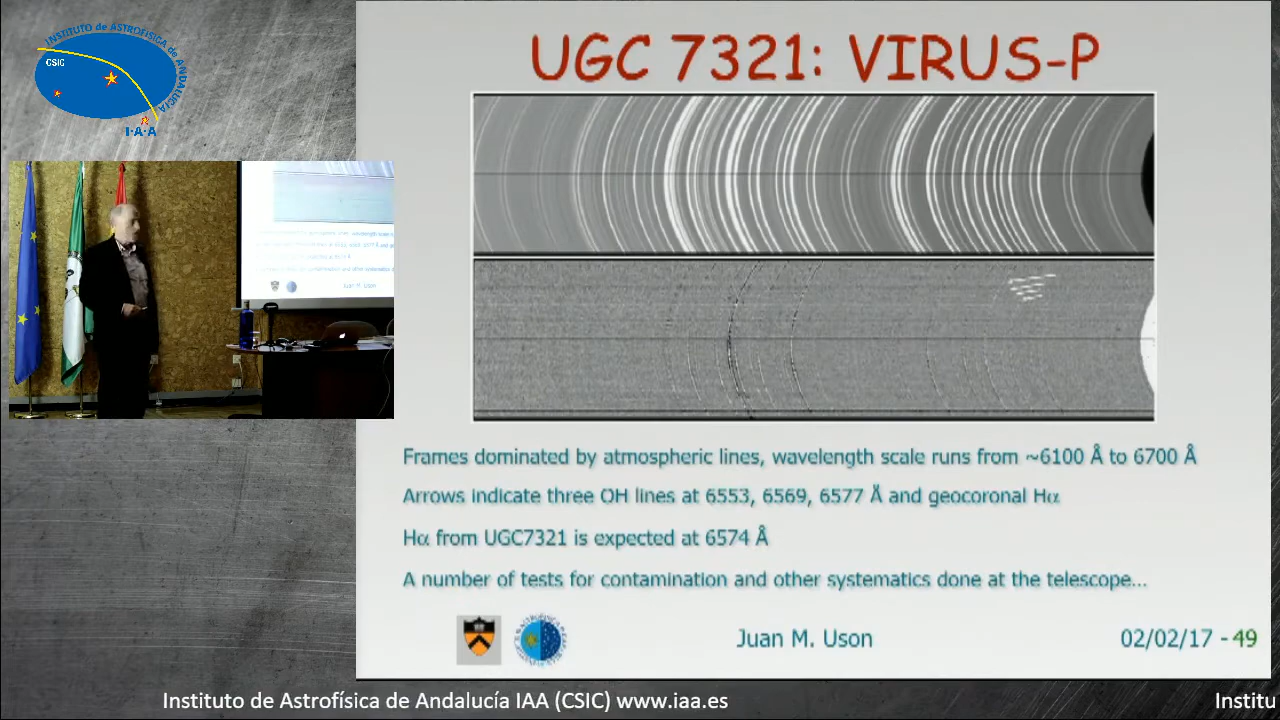 INSTITUTO de ASTROFÍSICA de ANDALUCÍA
CSIC
I·A·A
UGC 7321: VIRUS-P
Frames dominated by atmospheric lines, wavelength scale runs from ~6100 Å to 6700 Å
Arrows indicate three OH lines at 6553, 6569, 6577 Å and geocoronal Hα
Hα from UGC7321 is expected at 6574 Å
A number of tests for contamination and other systematics done at the telescope...
Juan M. Uson
02/02/17 - 49
Juan M. Uson
Instituto de Astrofísica de Andalucía IAA (CSIC) www.iaa.es
Institu